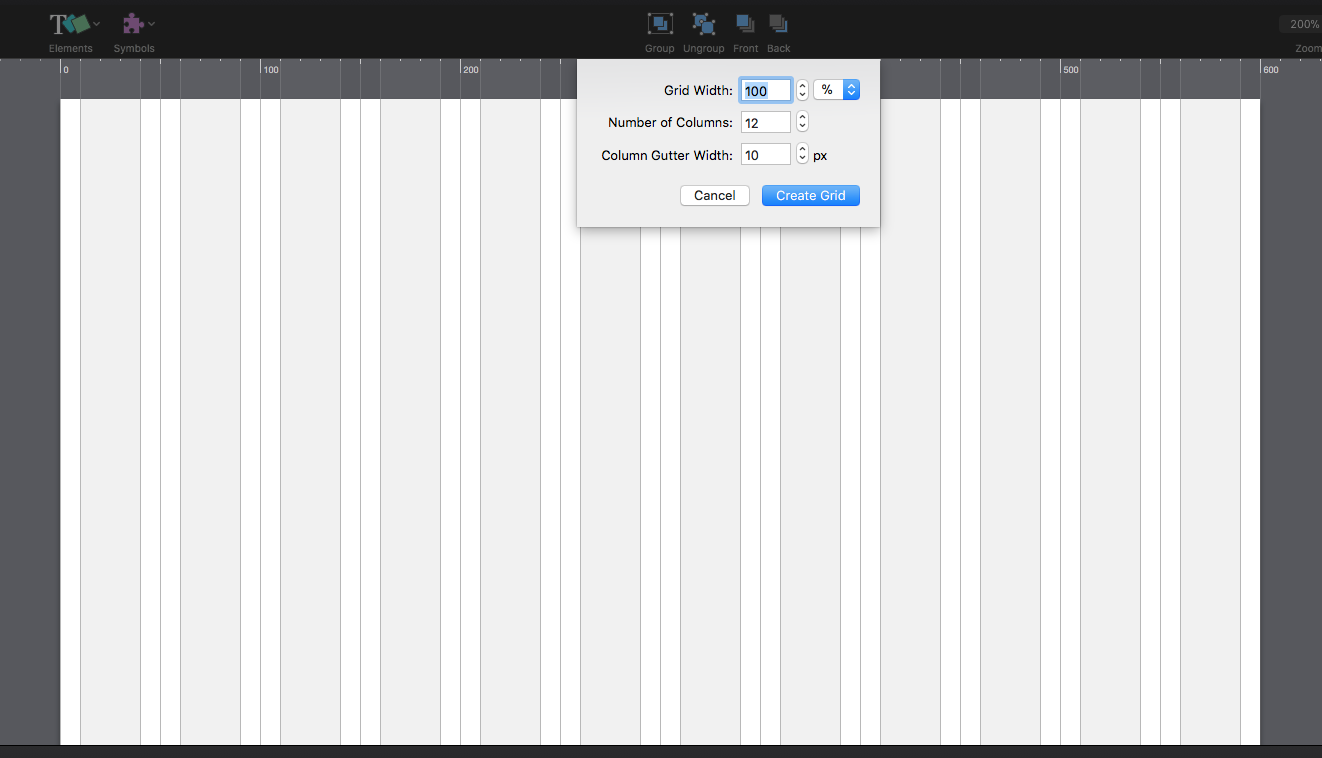 T
Elements Symbols Group Ungroup Front Back 200% Zoom
0 100 200 500 600
Grid Width: 100 %
Number of Columns: 12
Column Gutter Width: 10 px
Cancel Create Grid